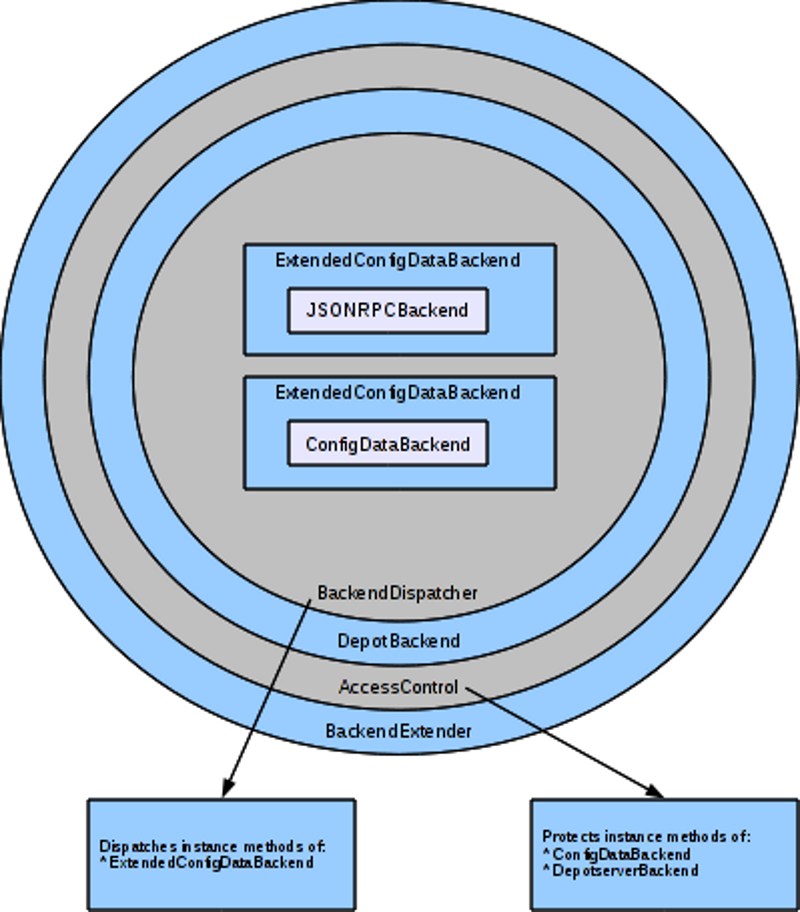 ExtendedConfigDataBackend
JSONRPCBackend
ExtendedConfigDataBackend
ConfigDataBackend
BackendDispatcher
DepotBackend
AccessControl
BackendExtender
Dispatches instance methods of:
* ExtendedConfigDataBackend
Protects instance methods of:
* ConfigDataBackend
* DepotserverBackend